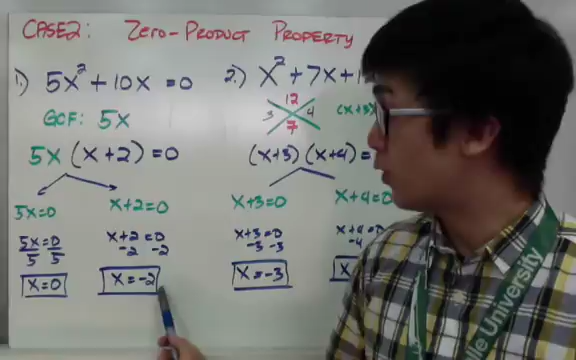 CASE 2: Zero-Product Property
1.) 5x² + 10x = 0
GCF: 5x
5x (x+2) = 0
5x=0 x+2=0
5x=0 x+2=0
5 5 -2 -2
x=0 x=-2
2.) x² + 7x + 1
12
3 4
7
(x+3)
(x+3) (x+4) =
x+3=0 x+4=0
x+3=0 x+4=0
-3 -3 -4
x=-3 x
University